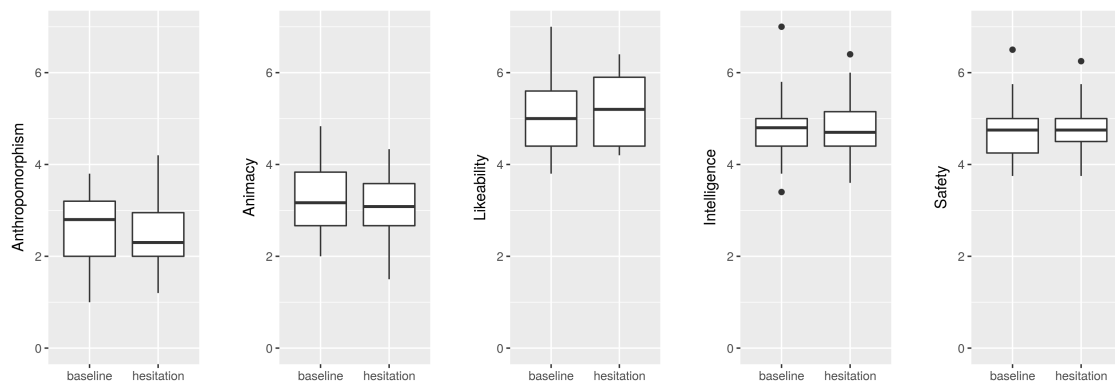 Anthropomorphism
6
4
2
0
baseline hesitation
Animacy
6
4
2
0
baseline hesitation
Likeability
6
4
2
0
baseline hesitation
Intelligence
6
4
2
0
baseline hesitation
Safety
6
4
2
0
baseline hesitation